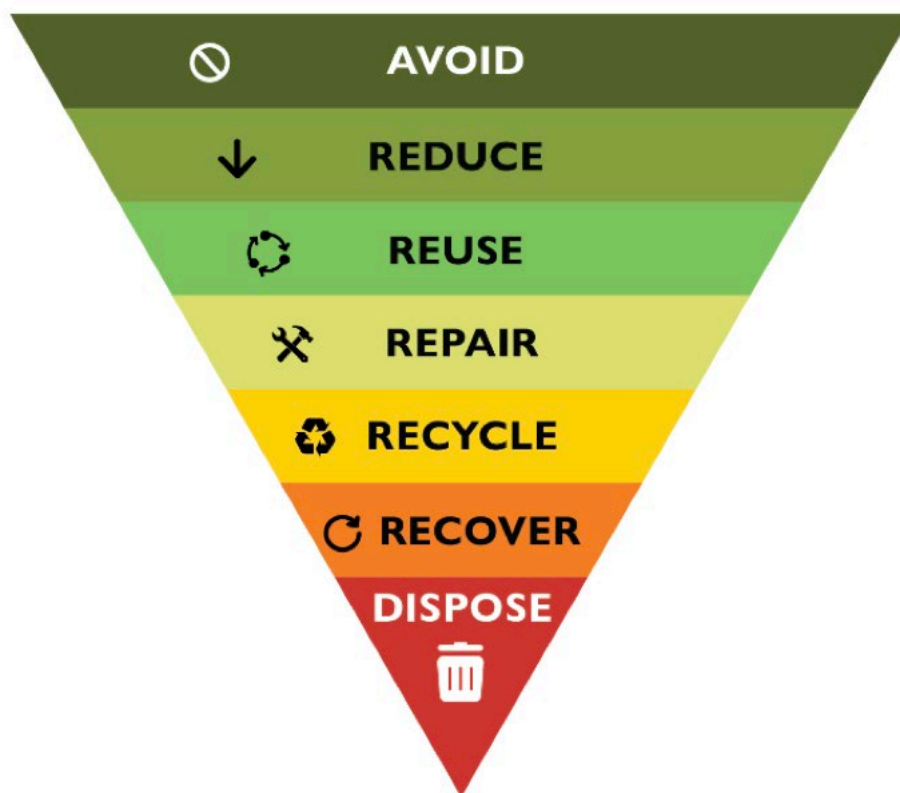 AVOID
REDUCE
REUSE
REPAIR
RECYCLE
RECOVER
DISPOSE